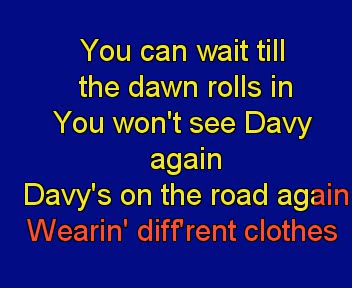 You can wait till
the dawn rolls in
You won't see Davy
again
Davy's on the road again
Wearin' diff'rent clothes